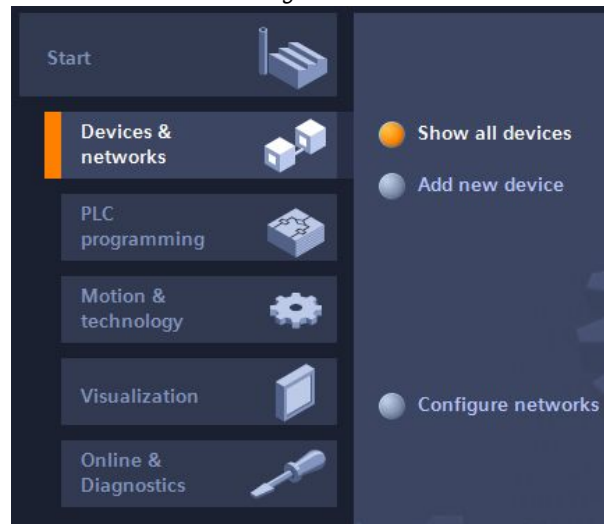 Start
Devices &
networks
PLC
programming
Motion &
technology
Visualization
Online &
Diagnostics
Show all devices
Add new device
Configure networks